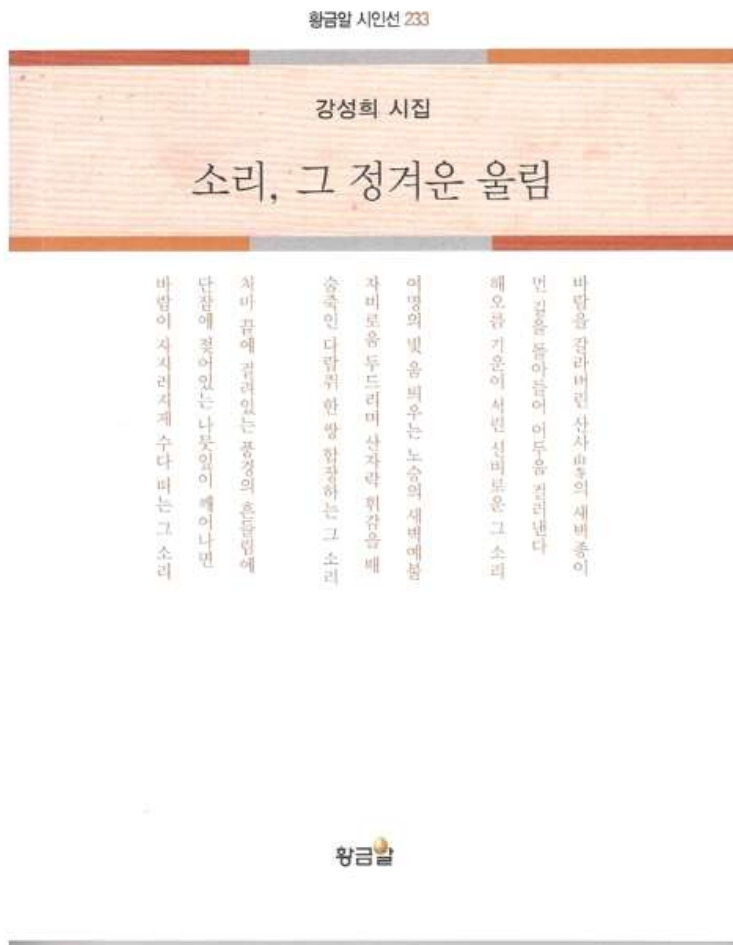 황금알 시인선 233
강성희 시집
소리, 그 정겨운 울림
바람을 갈라버린 산사山寺의 새벽종이
먼 길을 돌아들어 어두움 걷러낸다
해오름 기운이 서린 신비로운 그 소리
여명의 빛 움 틔우는 노승의 새벽예불
자비로움 두드리며 산자락 휘감을 때
숨죽인 다람쥐 한 쌍 합장하는 그 소리
처마 끝에 걸려있는 풍경의 흔들림에
단잠에 젖어있는 나뭇잎이 깨어나면
바람이 자지러지게 수다 떠는 그 소리
황금알